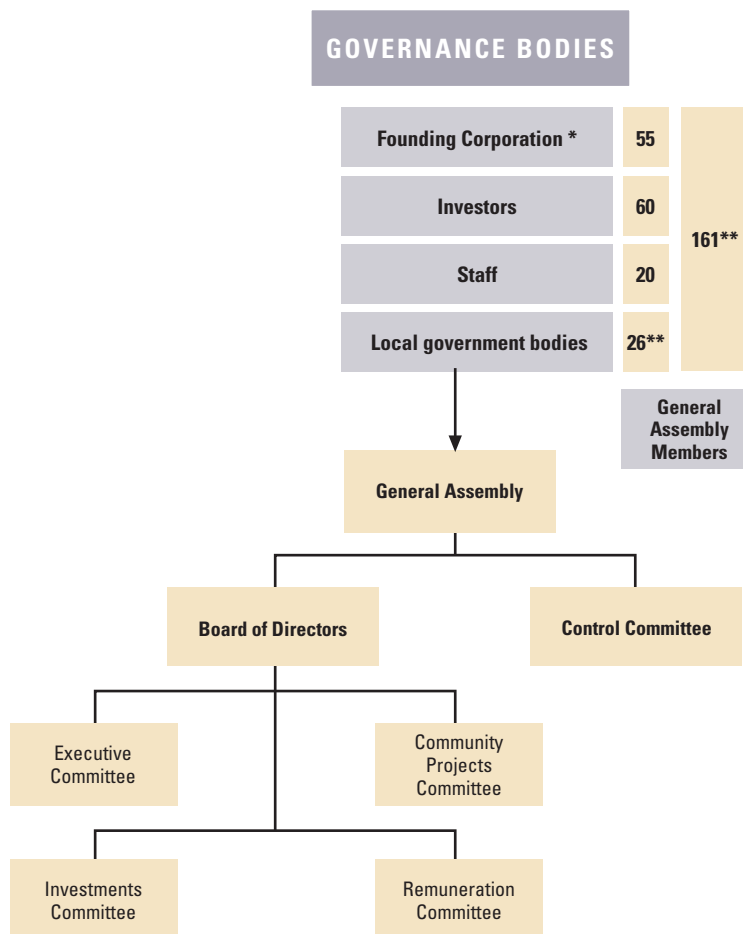 GOVERNANCE BODIES
Founding Corporation * 55
Investors 60
161**
Staff 20
Local government bodies 26**
General
Assembly
Members
General Assembly
Board of Directors
Control Committee
Executive
Committee
Community
Projects
Committee
Investments
Committee
Remuneration
Committee